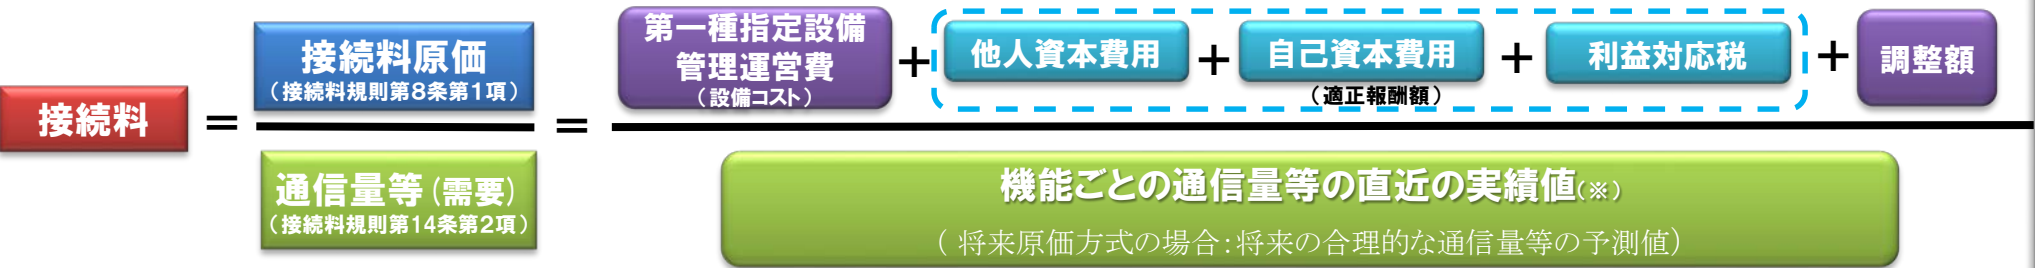 接続料
=
接続料原価
(接続料規則第8条第1項)
通信量等(需要)
(接続料規則第14条第2項)
=
第一種指定設備
管理運営費
(設備コスト)
+
他人資本費用
+
自己資本費用
+
利益対応税
(適正報酬額)
+
調整額
機能ごとの通信量等の直近の実績値(※)
(将来原価方式の場合:将来の合理的な通信量等の予測値)